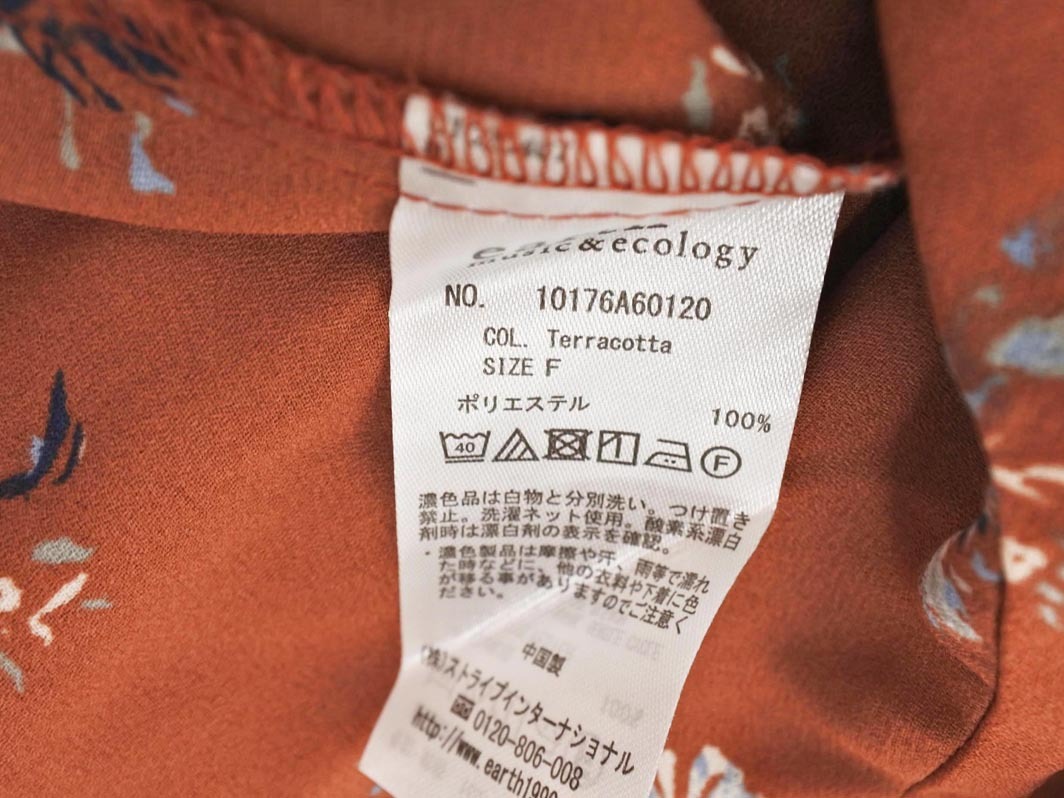 music & ecology
NO. 10176A60120
COL. Terracotta
SIZE F
ポリエステル 100%
40 F
濃色品は白物と分別洗い。つけ置き
禁止。洗濯ネット使用。酸素系漂白
剤時は漂白剤の表示を確認。
・濃色製品は摩擦や汗、雨等で濡れ
た時などに、他の衣料や下着に色
が移る事がありますのでご注意く
ださい。
中国製
(株)ストライプインターナショナル
0120-806-008
http://www.earth1900